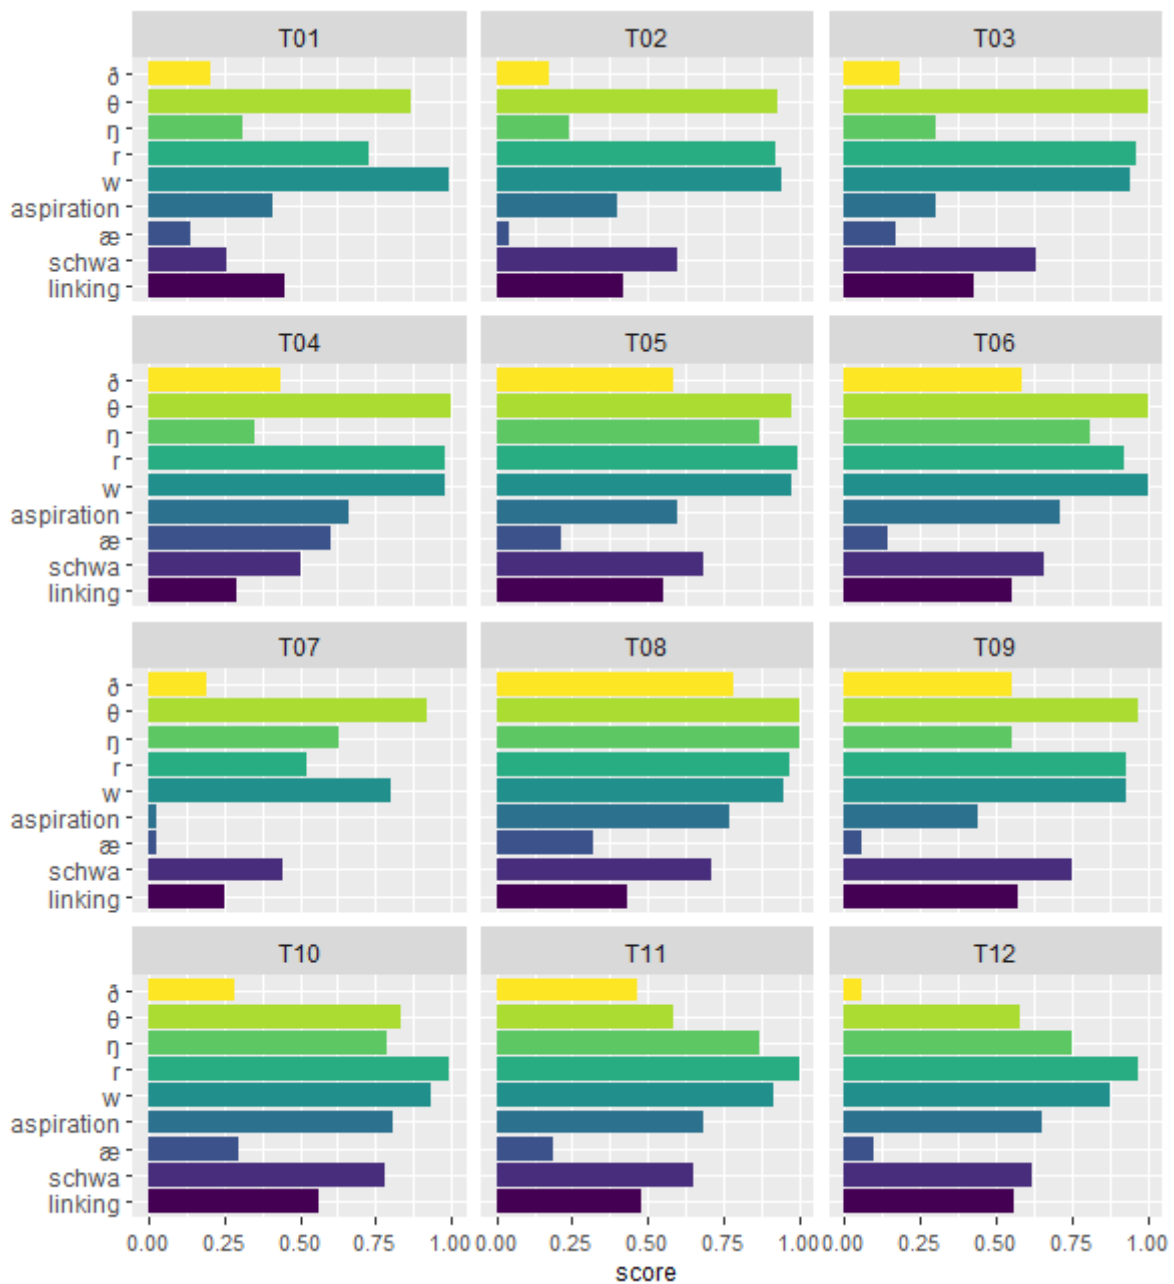 T01 T02 T03
ð
θ
ŋ
r
w
aspiration
æ
schwa
linking
T04 T05 T06
ð
θ
ŋ
r
w
aspiration
æ
schwa
linking
T07 T08 T09
ð
θ
ŋ
r
w
aspiration
æ
schwa
linking
T10 T11 T12
ð
θ
ŋ
r
w
aspiration
æ
schwa
linking
0.00 0.25 0.50 0.75 1.00 0.00 0.25 0.50 0.75 1.00 0.00 0.25 0.50 0.75 1.00
score